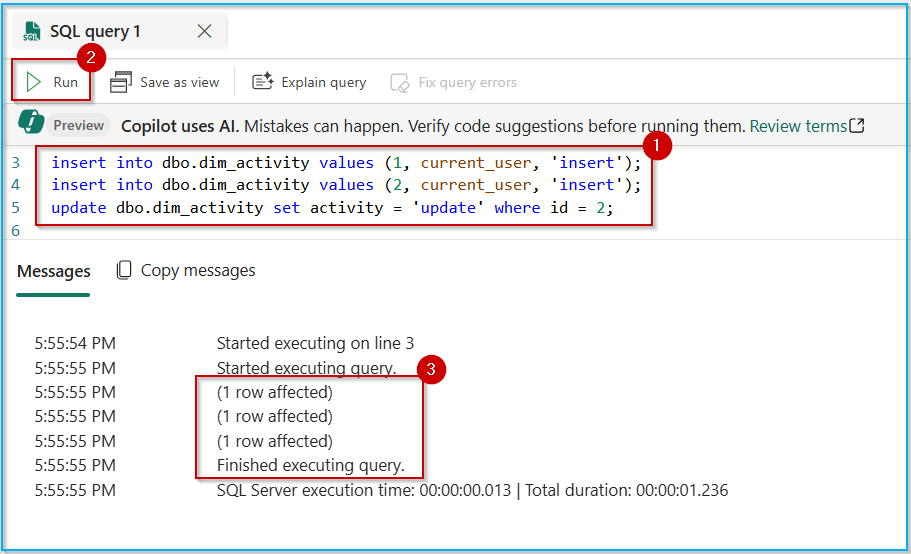 SQL SQL query 1
2
Run Save as view Explain query Fix query errors
Preview Copilot uses AI. Mistakes can happen. Verify code suggestions before running them. Review terms
1
3 insert into dbo.dim_activity values (1, current_user, 'insert');
4 insert into dbo.dim_activity values (2, current_user, 'insert');
5 update dbo.dim_activity set activity = 'update' where id = 2;
6
Messages Copy messages
5:55:54 PM Started executing on line 3
5:55:55 PM Started executing query.
3
5:55:55 PM (1 row affected)
5:55:55 PM (1 row affected)
5:55:55 PM (1 row affected)
5:55:55 PM Finished executing query.
5:55:55 PM SQL Server execution time: 00:00:00.013 | Total duration: 00:00:01.236